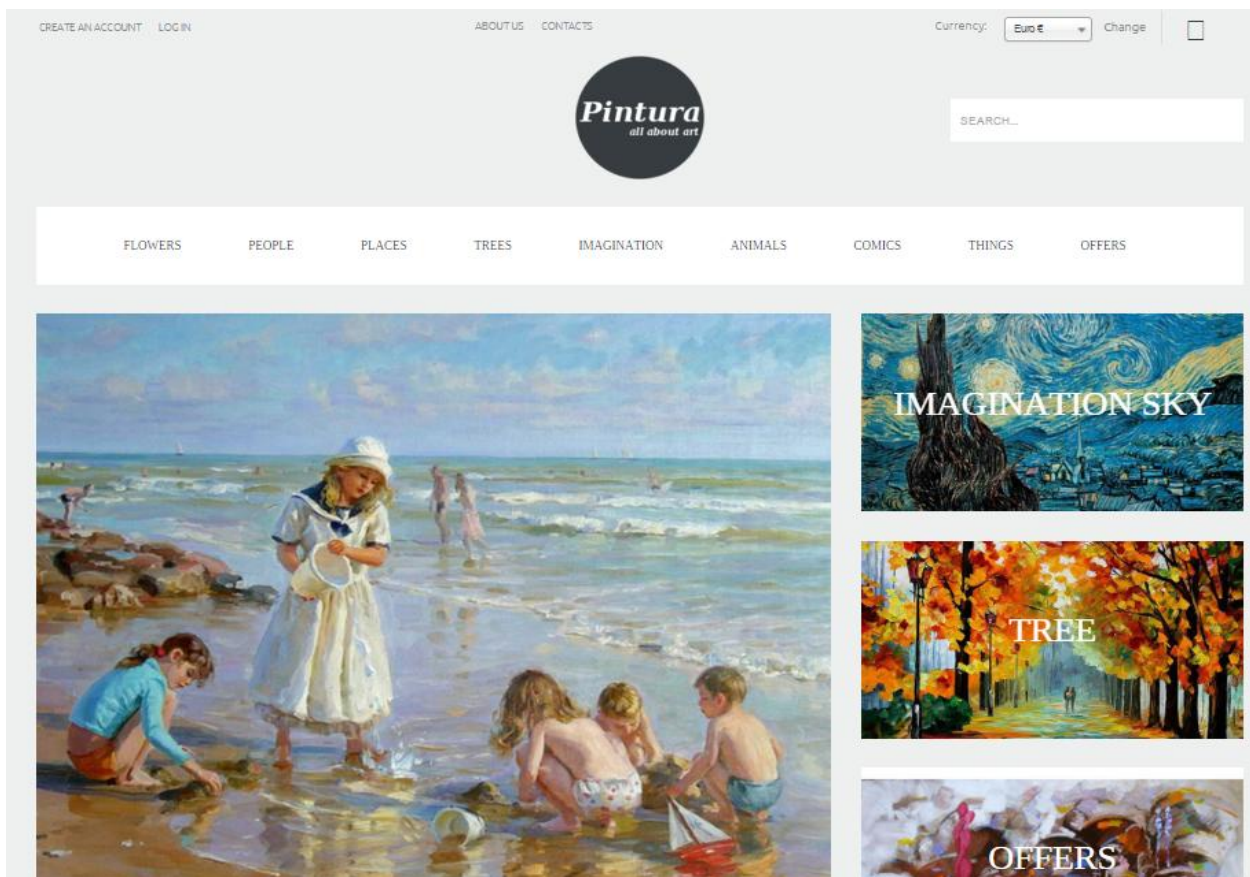 CREATE AN ACCOUNT LOG IN ABOUT US CONTACTS Currency: Euro € Change
Pintura
all about art
SEARCH...
FLOWERS PEOPLE PLACES TREES IMAGINATION ANIMALS COMICS THINGS OFFERS
IMAGINATION SKY
TREE
OFFERS